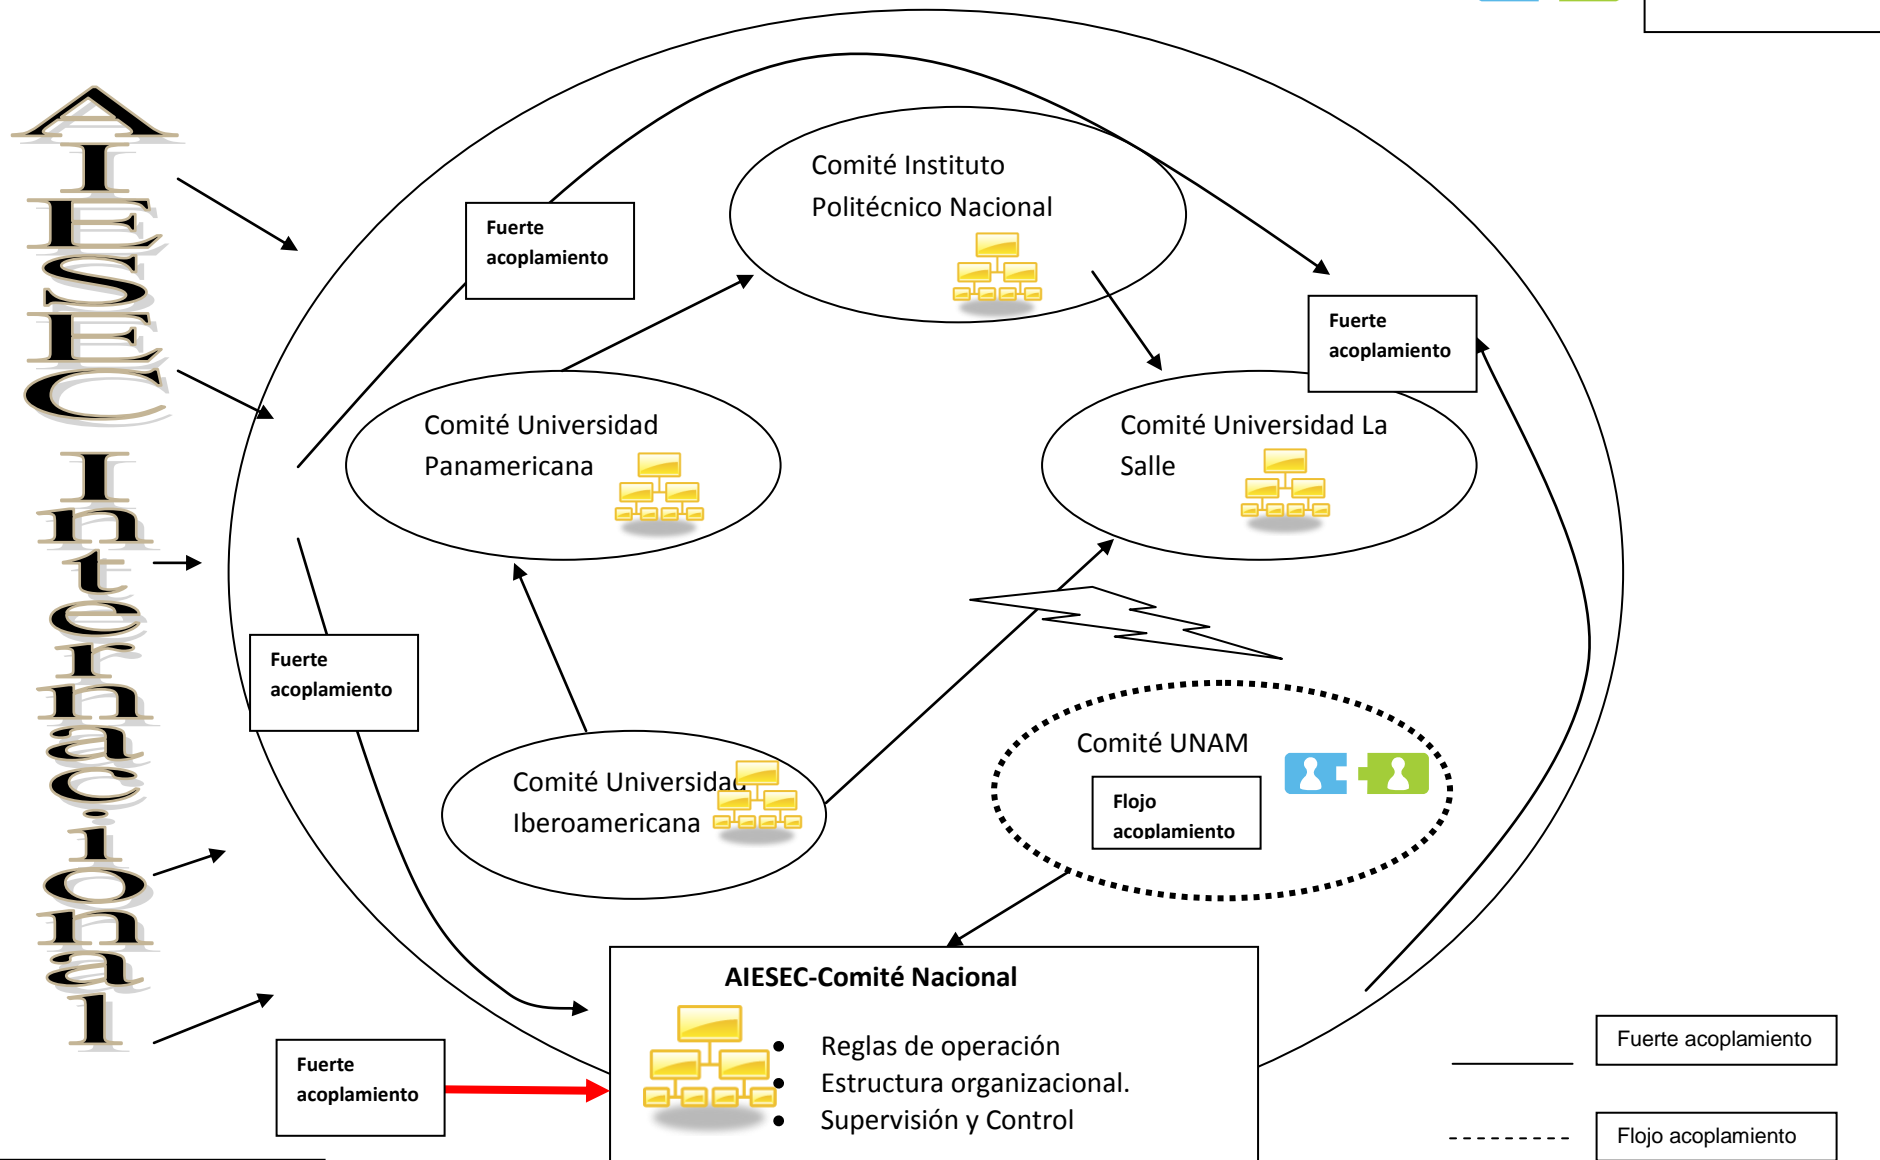 AIESEC Internacional
Comité Instituto
Politécnico Nacional
Fuerte
acoplamiento
Fuerte
acoplamiento
Comité Universidad
Panamericana
Comité Universidad La
Salle
Fuerte
acoplamiento
Comité UNAM
Flojo
acoplamiento
Comité Universidad
Iberoamericana
AIESEC-Comité Nacional
• Reglas de operación
• Estructura organizacional.
• Supervisión y Control
Fuerte
acoplamiento
Fuerte acoplamiento
Flojo acoplamiento